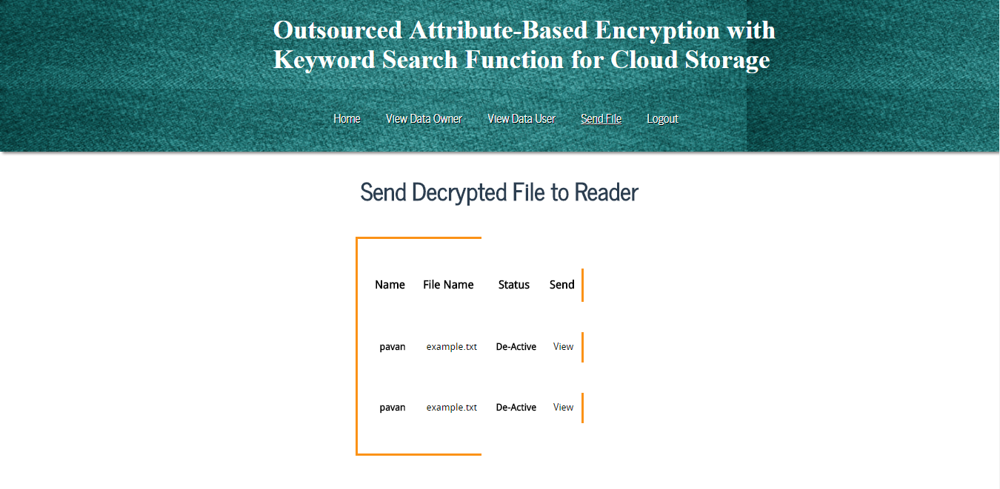 Outsourced Attribute-Based Encryption with
Keyword Search Function for Cloud Storage
Home View Data Owner View Data User Send File Logout
Send Decrypted File to Reader
Name File Name Status Send
pavan example.txt De-Active View
pavan example.txt De-Active View